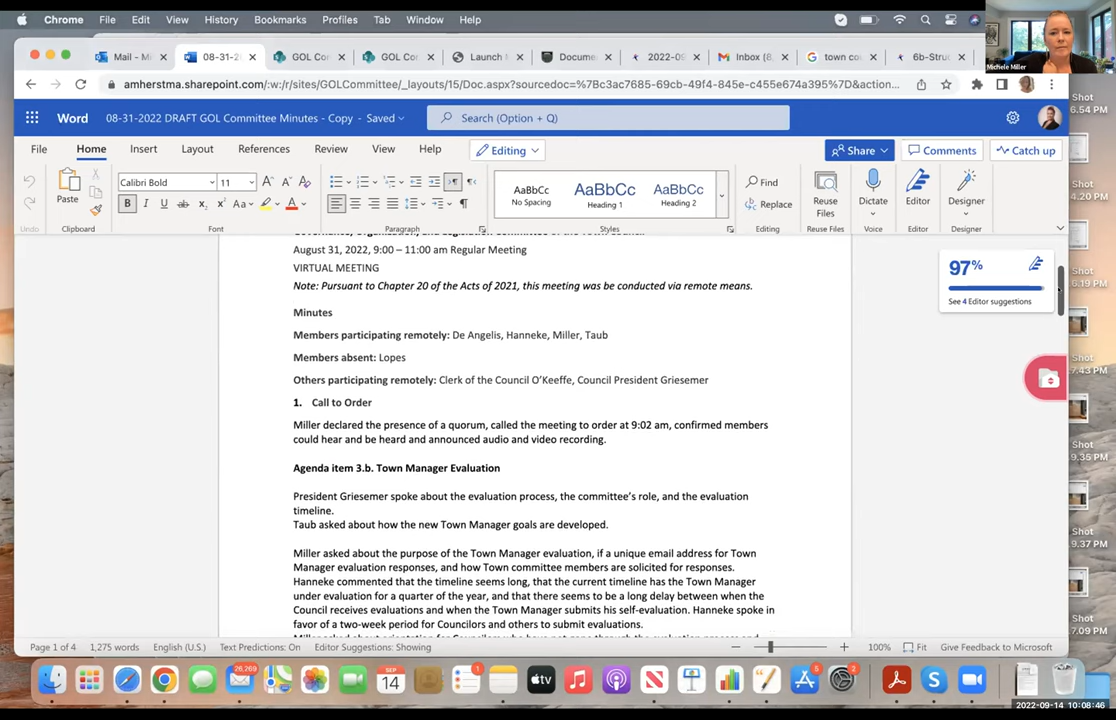 Chrome File Edit View History Bookmarks Profiles Tab Window Help
Mail - Mi 08-31-2 GOL Co GOL Com Launch Docume 2022-09 Inbox (8, town co 6b-Stru
Michele Miller
amherstma.sharepoint.com/:w:/r/sites/GOLCommittee/_layouts/15/Doc.aspx?sourcedoc=%7Bc3ac7685-69cb-49f4-845e-c455e674a395%7D&action...
Word 08-31-2022 DRAFT GOL Committee Minutes - Copy - Saved Search (Option + Q)
File Home Insert Layout References Review View Help Editing Share Comments Catch up
Calibri Bold 11 AaBbCc AaBbCc AaBbCc Find
Paste No Spacing Heading 1 Heading 2 Replace Reuse Files Dictate Editor Designer
Undo Clipboard Font Paragraph Styles Editing Reuse Files Voice Editor Designer
August 31, 2022, 9:00 – 11:00 am Regular Meeting
VIRTUAL MEETING
Note: Pursuant to Chapter 20 of the Acts of 2021, this meeting was conducted via remote means.
97%
See 4 Editor suggestions
Minutes
Members participating remotely: De Angelis, Hanneke, Miller, Taub
Members absent: Lopes
Others participating remotely: Clerk of the Council O'Keeffe, Council President Griesemer
1. Call to Order
Miller declared the presence of a quorum, called the meeting to order at 9:02 am, confirmed members
could hear and be heard and announced audio and video recording.
Agenda item 3.b. Town Manager Evaluation
President Griesemer spoke about the evaluation process, the committee's role, and the evaluation
timeline.
Taub asked about how the new Town Manager goals are developed.
Miller asked about the purpose of the Town Manager evaluation, if a unique email address for Town
Manager evaluation responses, and how Town committee members are solicited for responses.
Hanneke commented that the timeline seems long, that the current timeline has the Town Manager
under evaluation for a quarter of the year, and that there seems to be a long delay between when the
Council receives evaluations and when the Town Manager submits his self-evaluation. Hanneke spoke in
favor of a two-week period for Councilors and others to submit evaluations.
Page 1 of 4 1,275 words English (U.S.) Text Predictions: On Editor Suggestions: Showing 100% Fit Give Feedback to Microsoft
Shot
6.54 PM
Shot
4.20 PM
Shot
6.19 PM
Shot
7.43 PM
Shot
9.35 PM
Shot
9.37 PM
Shot
7.09 PM
26,269 SEP 14 1 tv 5 2
2022-09-14 10:08:46